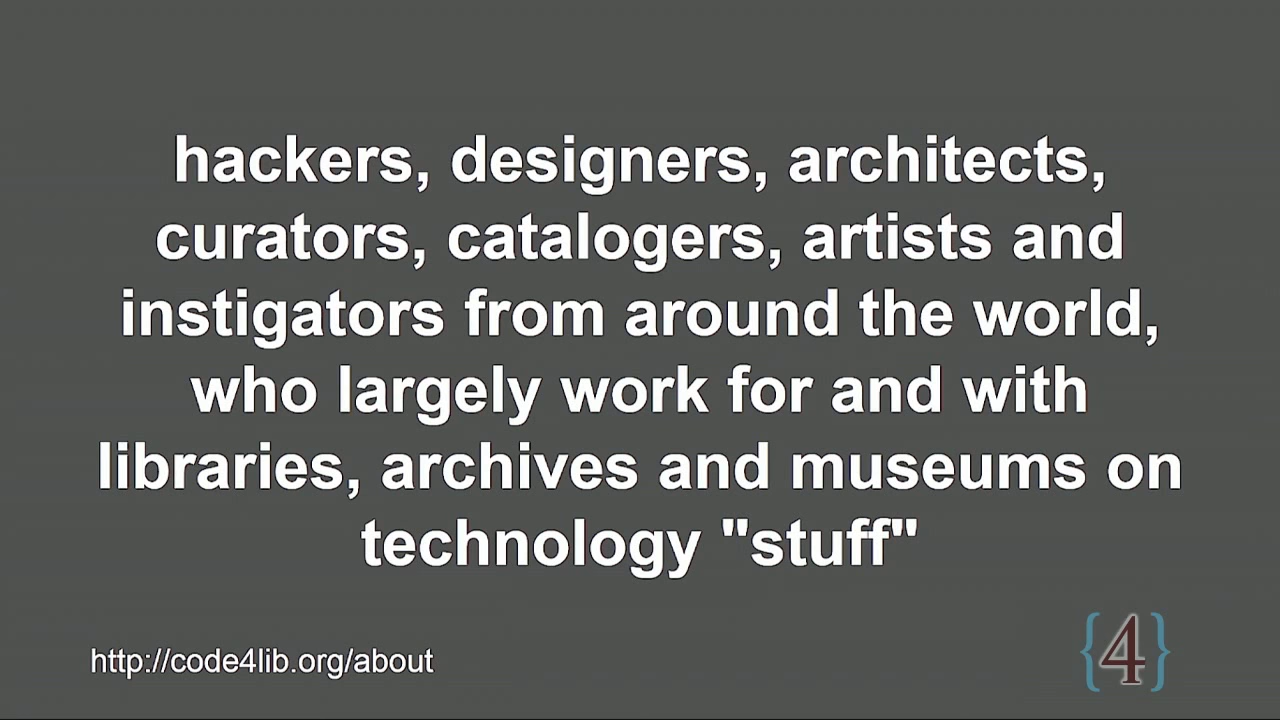 hackers, designers, architects,
curators, catalogers, artists and
instigators from around the world,
who largely work for and with
libraries, archives and museums on
technology "stuff"
http://code4lib.org/about
{4}